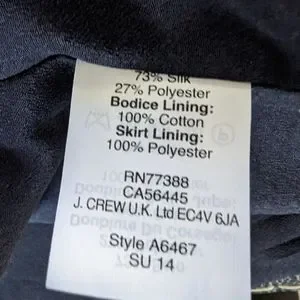 73% Silk
27% Polyester
Bodice Lining:
100% Cotton
Skirt Lining:
100% Polyester
RN77388
CA56445
J. CREW U.K. Ltd EC4V 6JA
Style A6467
SU 14